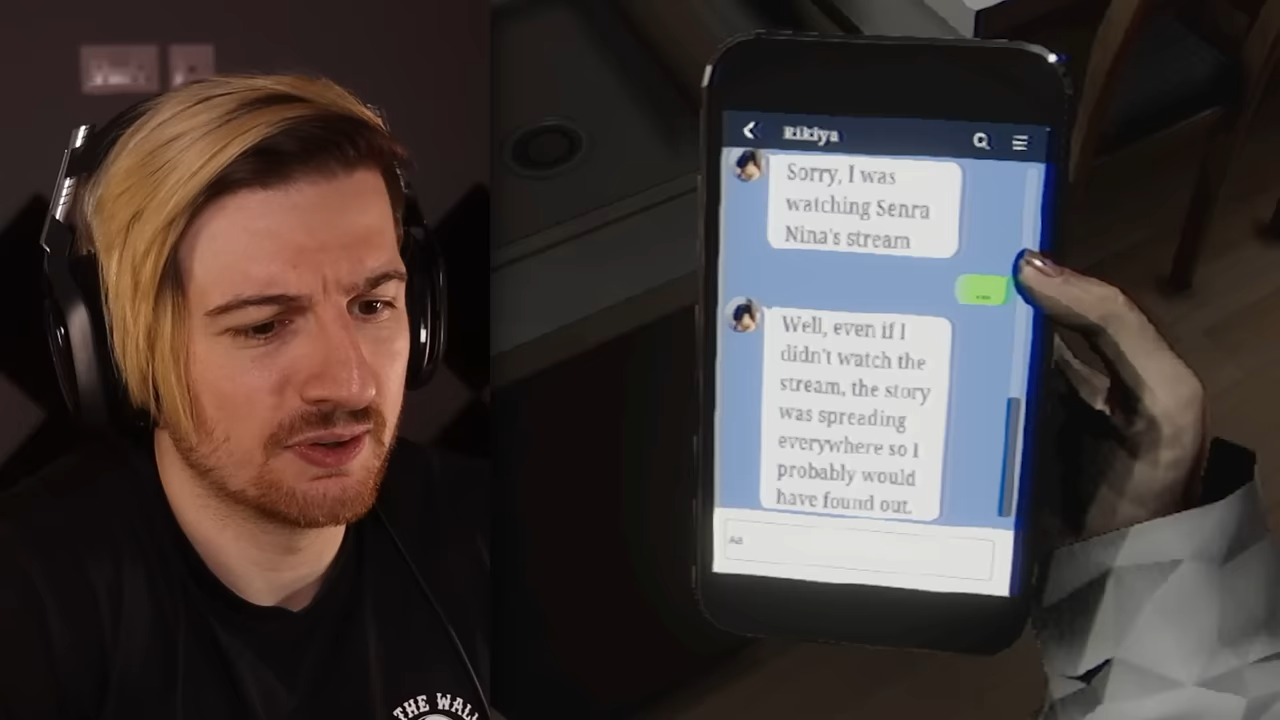 Rikiya
Sorry, I was
watching Senra
Nina's stream
Well, even if I
didn't watch the
stream, the story
was spreading
everywhere so I
probably would
have found out.
Aa
THE WALL